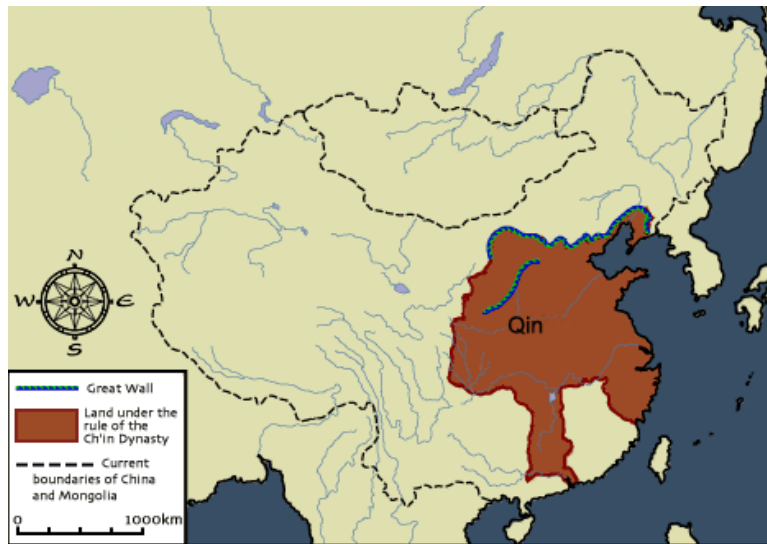 N
W
E
S
Qin
Great Wall
Land under the
rule of the
Ch'in Dynasty
Current
boundaries of China
and Mongolia
0
1000km